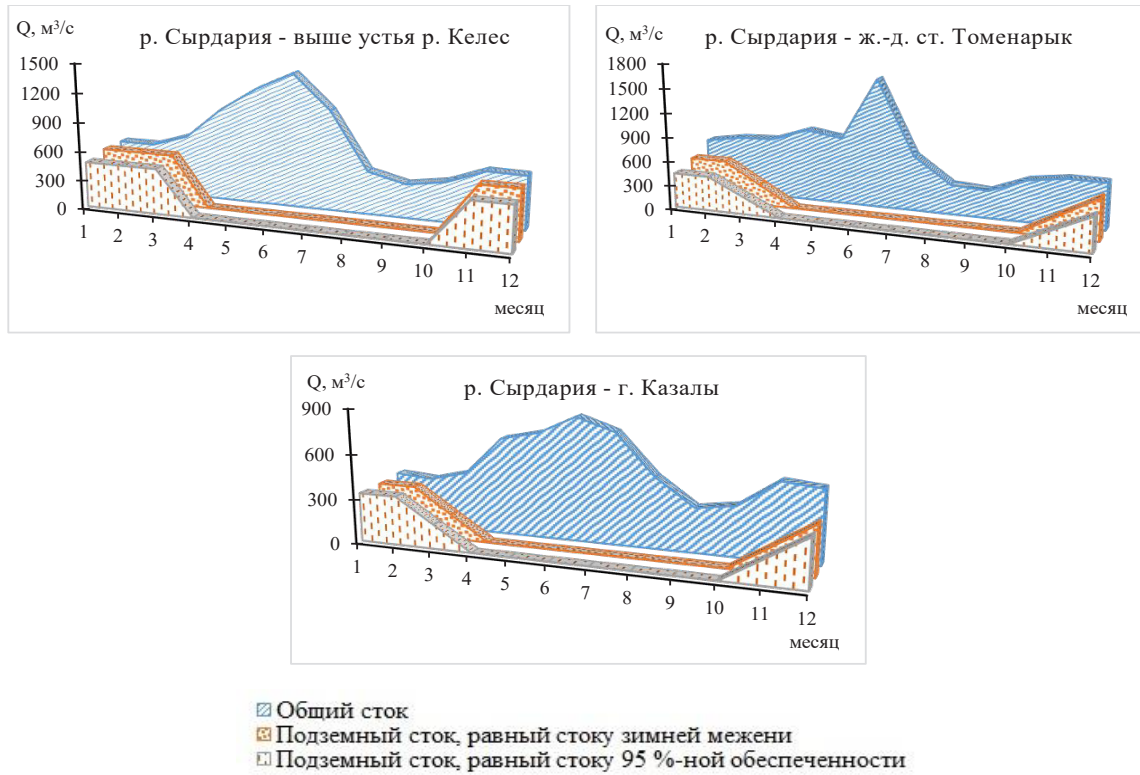 Q, м³/с
р. Сырдария - выше устья р. Келес
1500
1200
900
600
300
0
1 2 3 4 5 6 7 8 9 10 11 12
месяц
Q, м³/с
р. Сырдария - ж.-д. ст. Томенарык
1800
1500
1200
900
600
300
0
1 2 3 4 5 6 7 8 9 10 11 12
месяц
Q, м³/с
р. Сырдария - г. Казалы
900
600
300
0
1 2 3 4 5 6 7 8 9 10 11 12
месяц
Общий сток
Подземный сток, равный стоку зимней межени
Подземный сток, равный стоку 95 %-ной обеспеченности